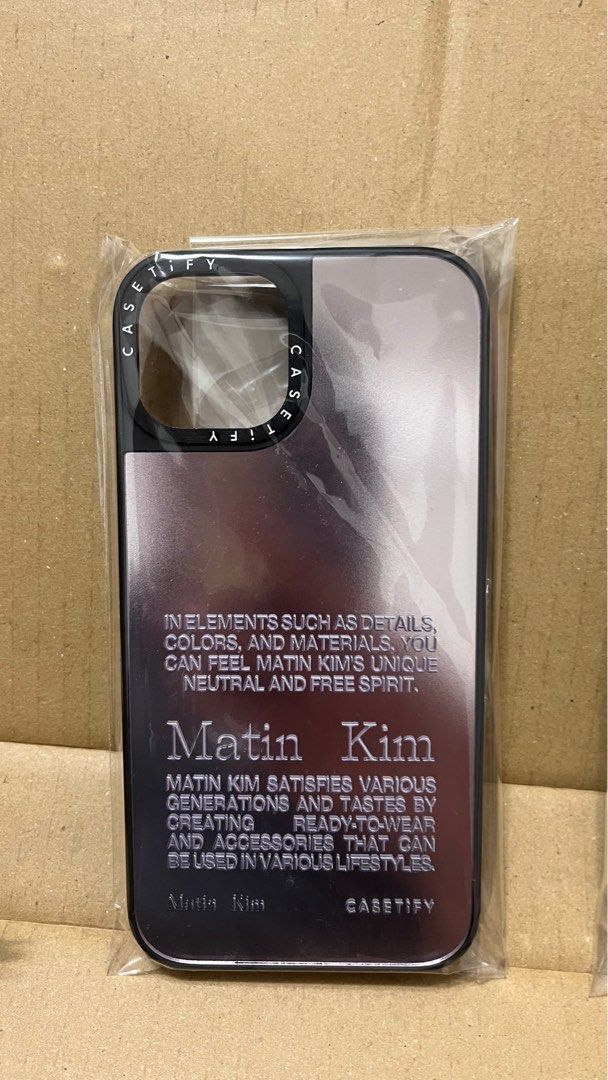 CASETiFY
CASETiFY
CASETiFY
IN ELEMENTS SUCH AS DETAILS,
COLORS, AND MATERIALS, YOU
CAN FEEL MATIN KIM'S UNIQUE
NEUTRAL AND FREE SPIRIT.
Matin Kim
MATIN KIM SATISFIES VARIOUS
GENERATIONS AND TASTES BY
CREATING READY-TO-WEAR
AND ACCESSORIES THAT CAN
BE USED IN VARIOUS LIFESTYLES.
Matin Kim CASETiFY